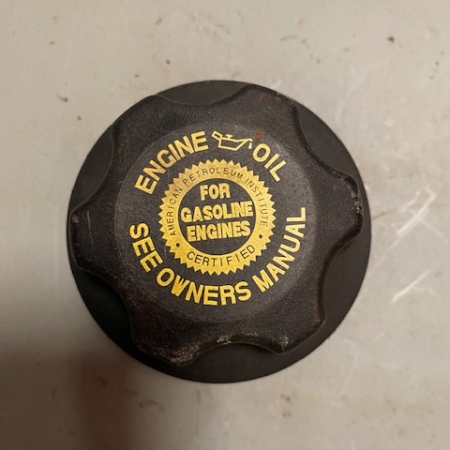 ENGINE OIL
AMERICAN PETROLEUM INSTITUTE
FOR
GASOLINE
ENGINES
CERTIFIED
SEE OWNERS MANUAL